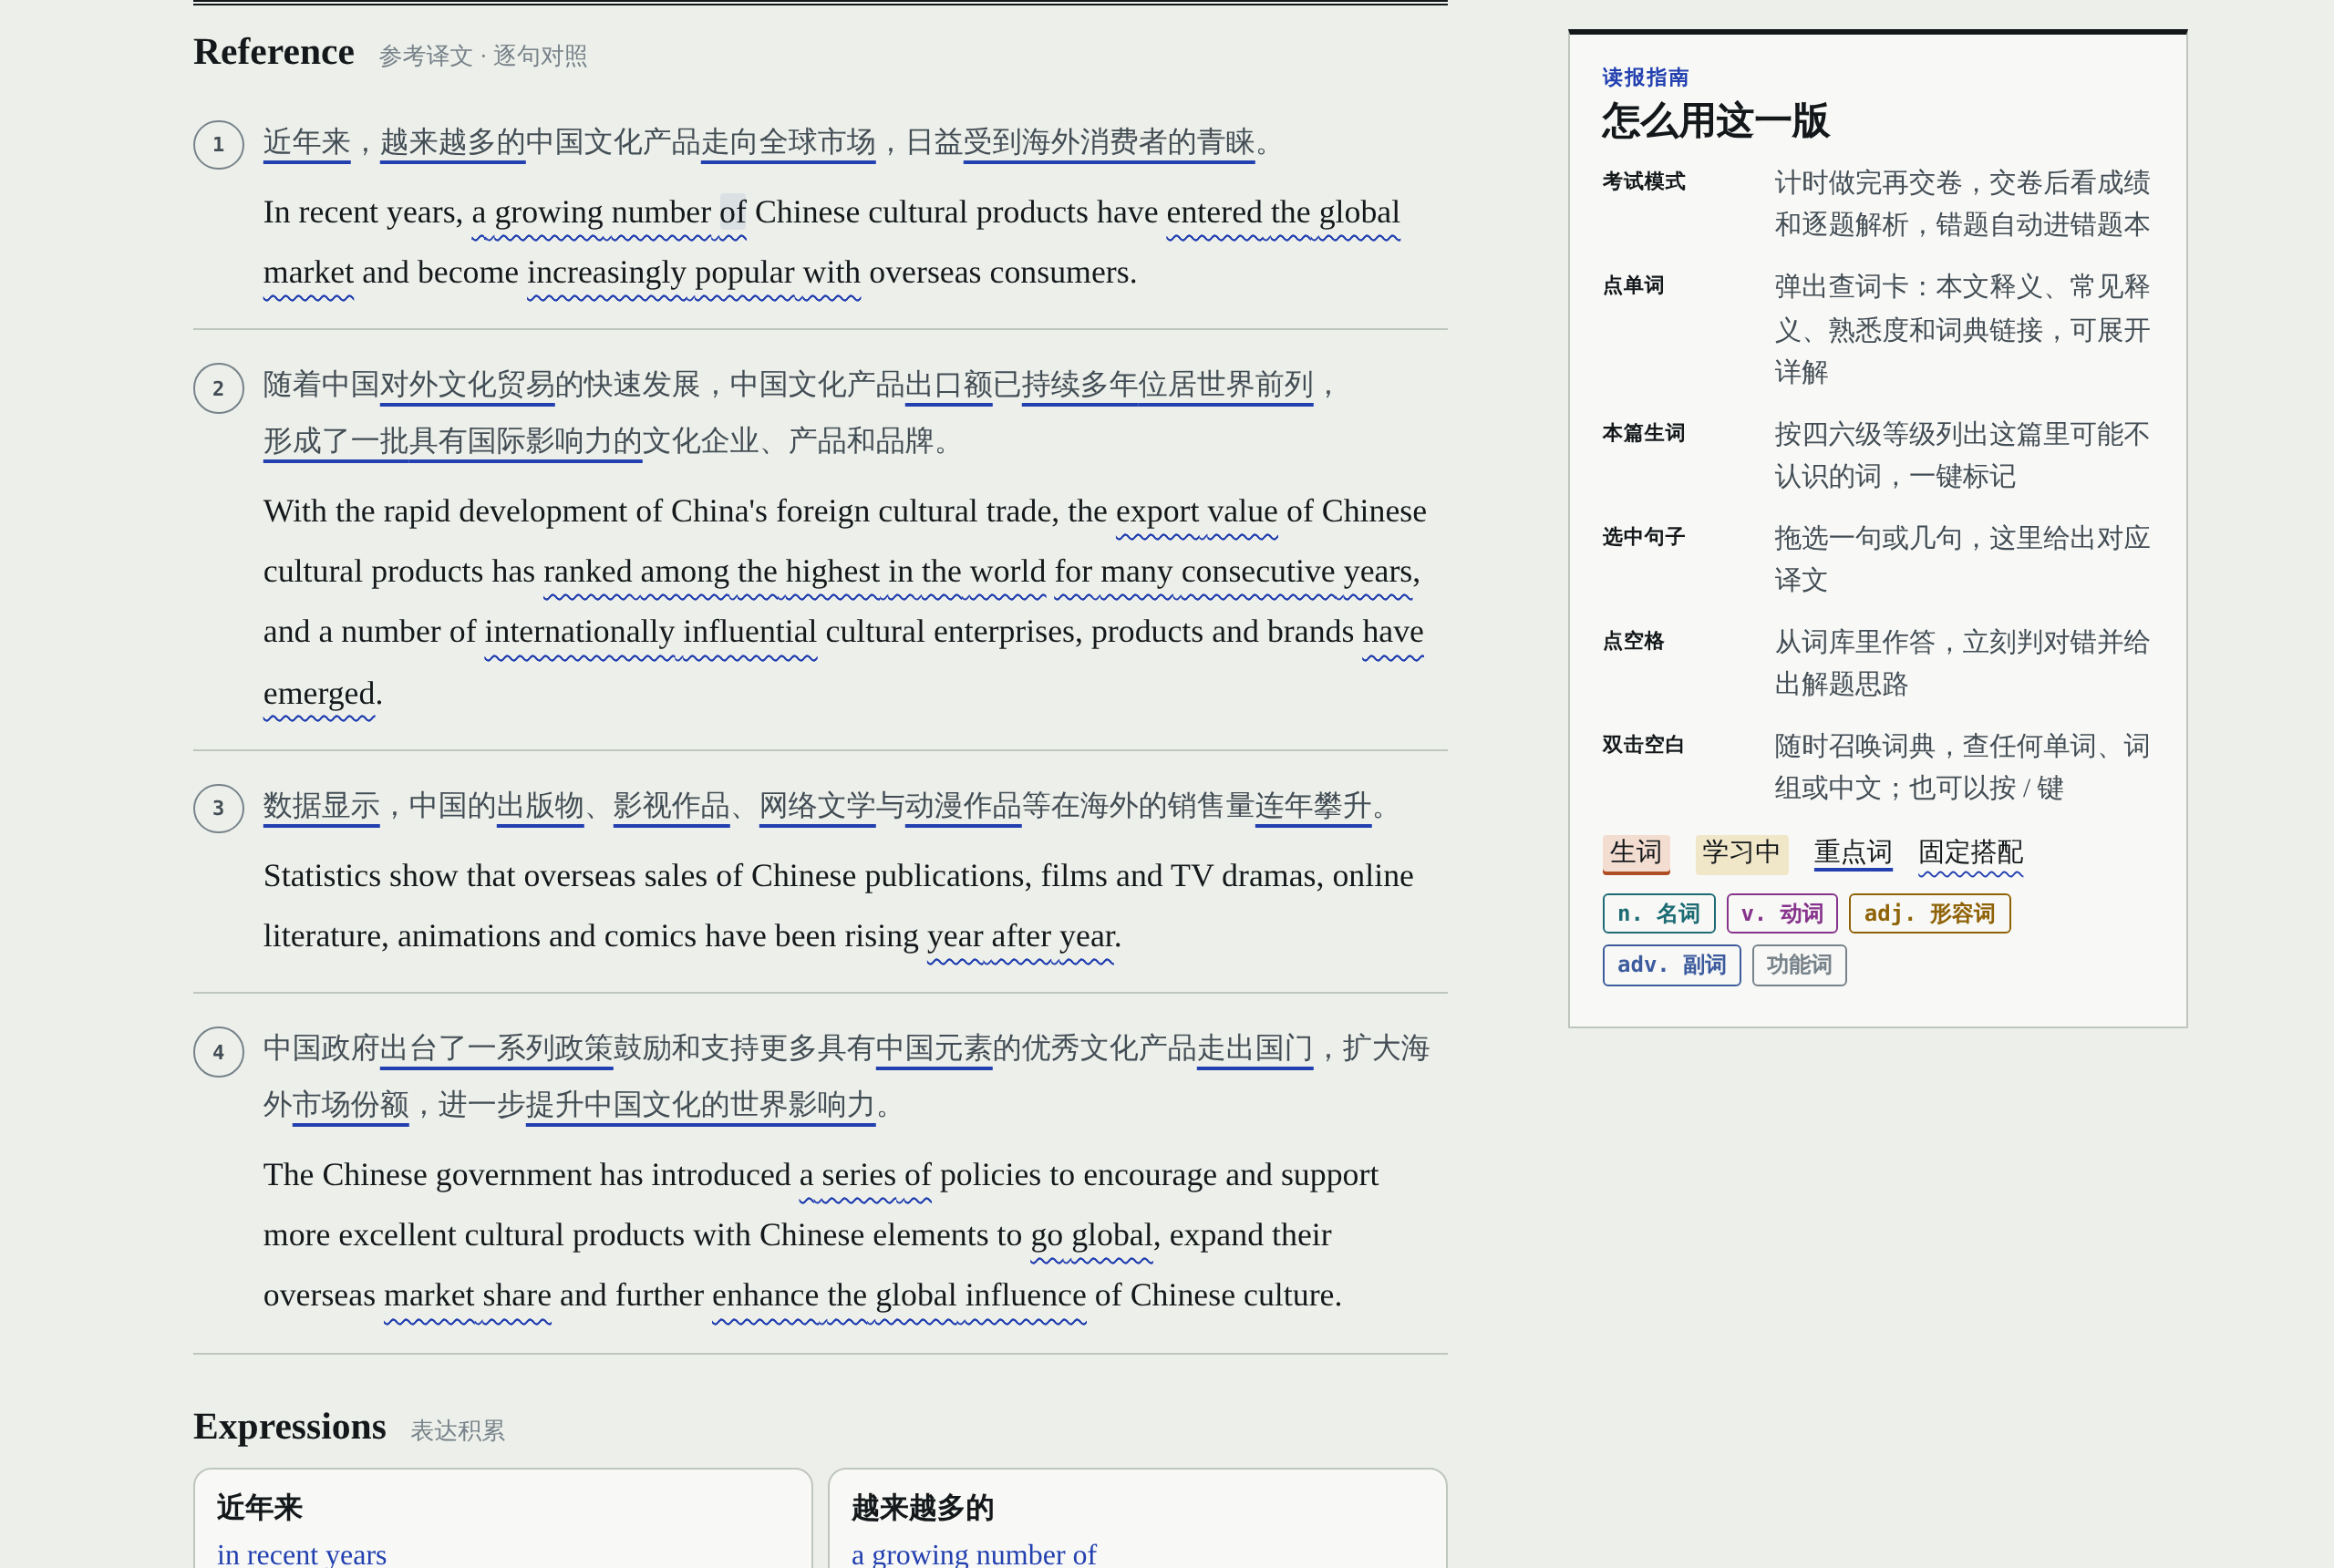 Reference 参考译文 · 逐句对照
1 近年来，越来越多的中国文化产品走向全球市场，日益受到海外消费者的青睐。
In recent years, a growing number of Chinese cultural products have entered the global
market and become increasingly popular with overseas consumers.
2 随着中国对外文化贸易的快速发展，中国文化产品出口额已持续多年位居世界前列，
形成了一批具有国际影响力的文化企业、产品和品牌。
With the rapid development of China's foreign cultural trade, the export value of Chinese
cultural products has ranked among the highest in the world for many consecutive years,
and a number of internationally influential cultural enterprises, products and brands have
emerged.
3 数据显示，中国的出版物、影视作品、网络文学与动漫作品等在海外的销售量连年攀升。
Statistics show that overseas sales of Chinese publications, films and TV dramas, online
literature, animations and comics have been rising year after year.
4 中国政府出台了一系列政策鼓励和支持更多具有中国元素的优秀文化产品走出国门，扩大海
外市场份额，进一步提升中国文化的世界影响力。
The Chinese government has introduced a series of policies to encourage and support
more excellent cultural products with Chinese elements to go global, expand their
overseas market share and further enhance the global influence of Chinese culture.
Expressions 表达积累
近年来
in recent years
越来越多的
a growing number of
读报指南
怎么用这一版
考试模式 计时做完再交卷，交卷后看成绩
和逐题解析，错题自动进错题本
点单词 弹出查词卡：本文释义、常见释
义、熟悉度和词典链接，可展开
详解
本篇生词 按四六级等级列出这篇里可能不
认识的词，一键标记
选中句子 拖选一句或几句，这里给出对应
译文
点空格 从词库里作答，立刻判对错并给
出解题思路
双击空白 随时召唤词典，查任何单词、词
组或中文；也可以按 / 键
生词 学习中 重点词 固定搭配
n. 名词 v. 动词 adj. 形容词
adv. 副词 功能词